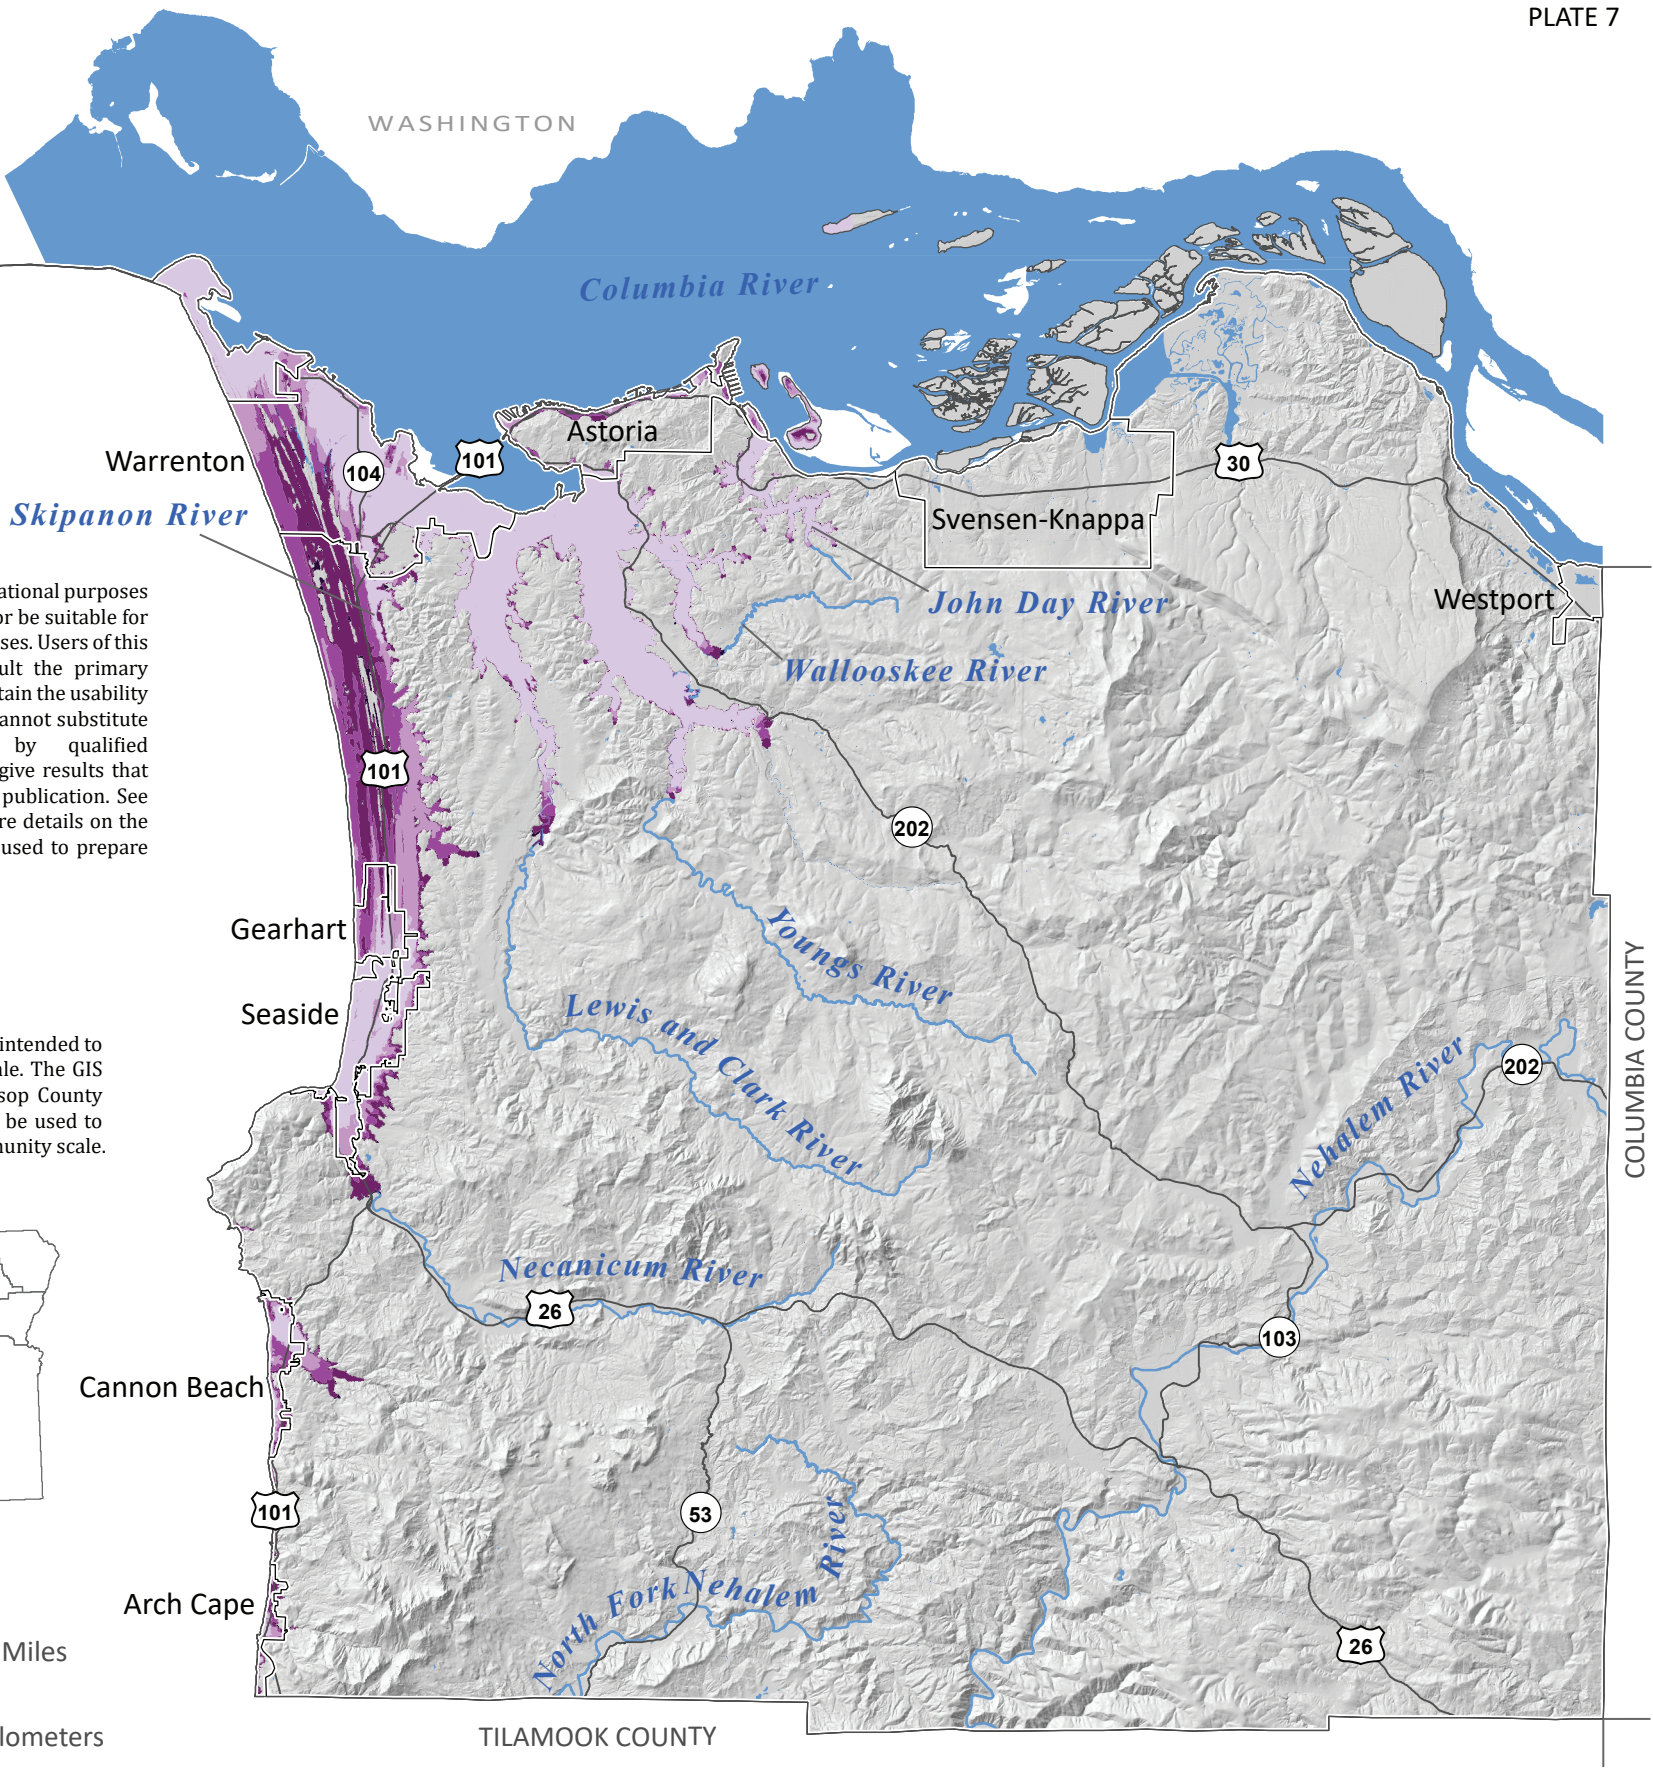 PLATE 7
WASHINGTON
Columbia River
Astoria
Warrenton
104
101
30
Skipanon River
Svensen-Knappa
ational purposes
or be suitable for
ses. Users of this
ult the primary
tain the usability
annot substitute
by qualified
give results that
publication. See
re details on the
used to prepare
John Day River
Westport
Wallooskee River
101
202
Gearhart
Youngs River
Seaside
Lewis and Clark River
intended to
ale. The GIS
sop County
be used to
unity scale.
Nehalem River
202
COLUMBIA COUNTY
Necanicum River
26
103
Cannon Beach
101
53
North Fork Nehalem River
Arch Cape
26
Miles
lometers
TILAMOOK COUNTY